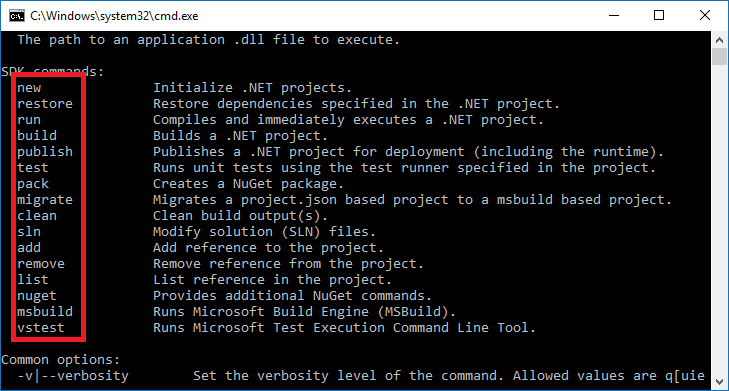 C:\Windows\system32\cmd.exe
The path to an application .dll file to execute.
SDK commands:
new Initialize .NET projects.
restore Restore dependencies specified in the .NET project.
run Compiles and immediately executes a .NET project.
build Builds a .NET project.
publish Publishes a .NET project for deployment (including the runtime).
test Runs unit tests using the test runner specified in the project.
pack Creates a NuGet package.
migrate Migrates a project.json based project to a msbuild based project.
clean Clean build output(s).
sln Modify solution (SLN) files.
add Add reference to the project.
remove Remove reference from the project.
list List reference in the project.
nuget Provides additional NuGet commands.
msbuild Runs Microsoft Build Engine (MSBuild).
vstest Runs Microsoft Test Execution Command Line Tool.
Common options:
-v|--verbosity Set the verbosity level of the command. Allowed values are q[uie